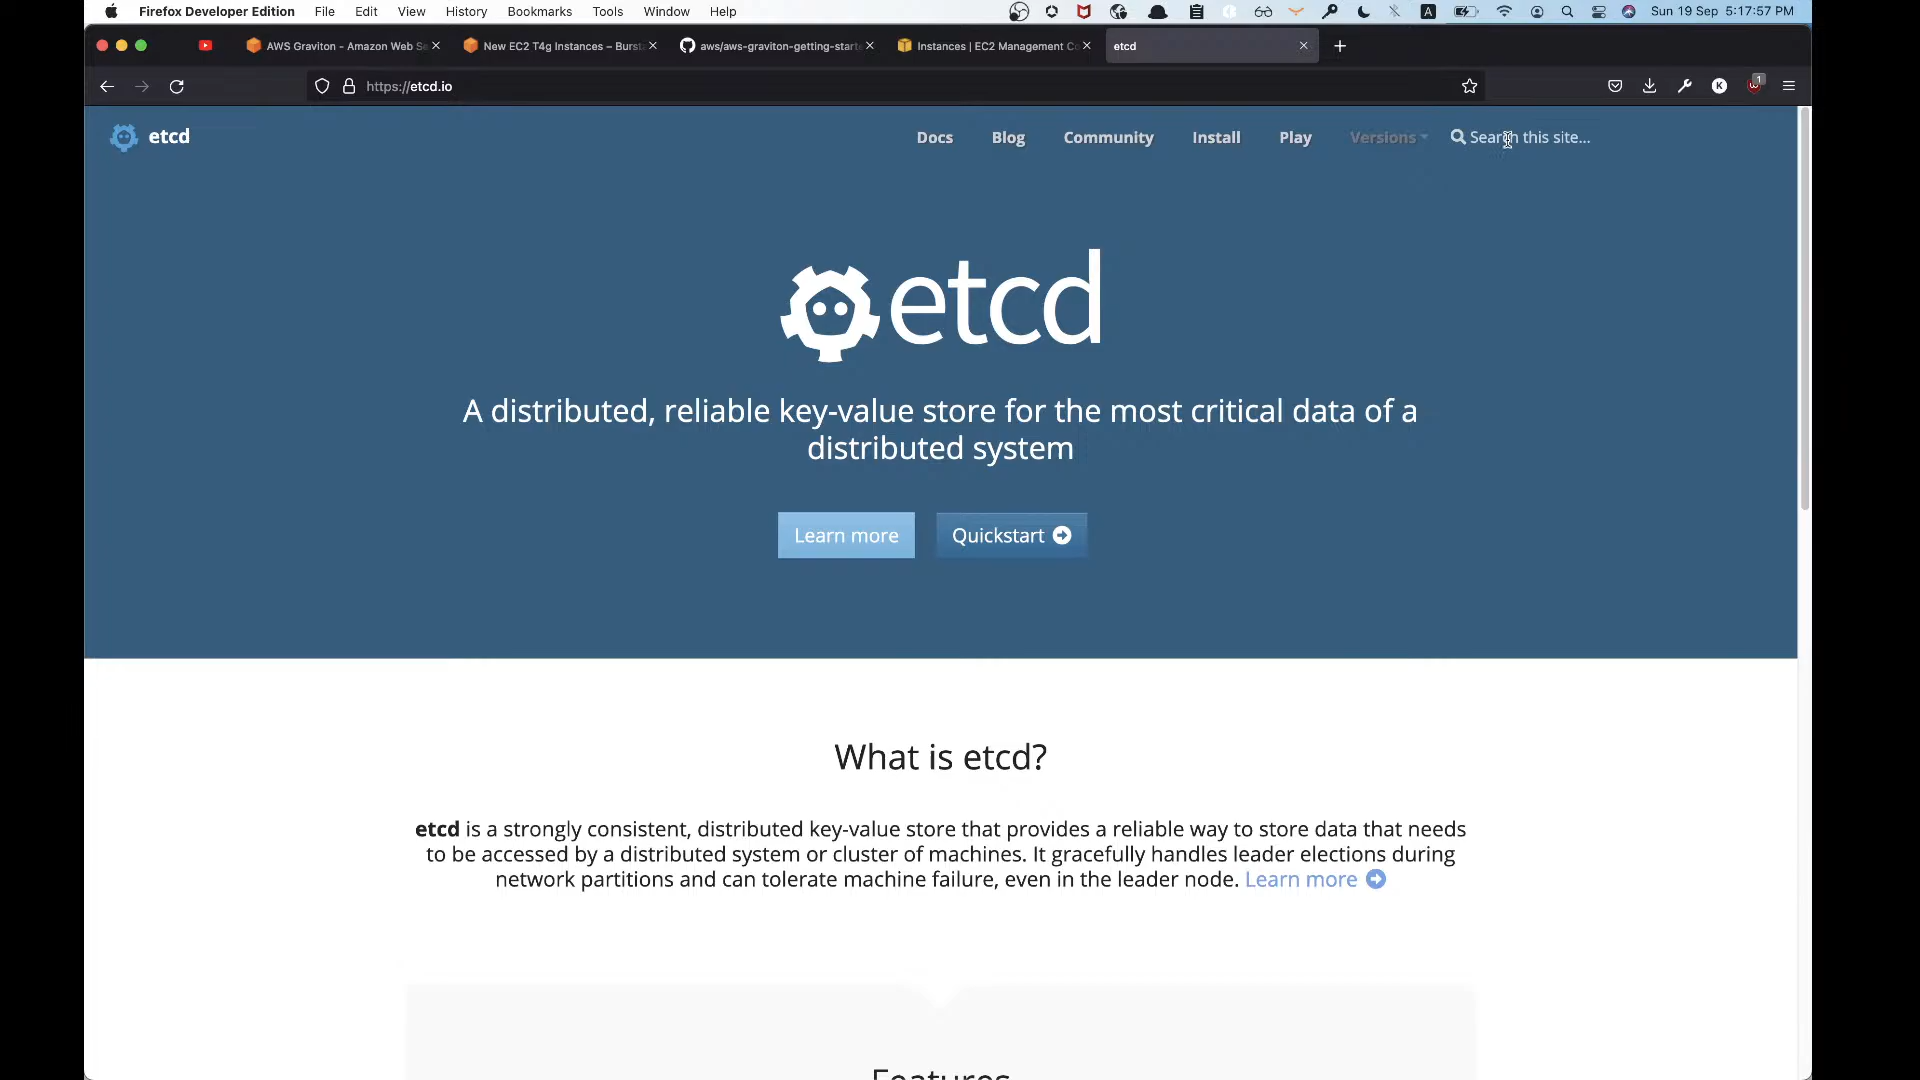 Firefox Developer Edition File Edit View History Bookmarks Tools Window Help A Sun 19 Sep 5:17:57 PM
AWS Graviton - Amazon Web Se New EC2 T4g Instances – Burst aws/aws-graviton-getting-start Instances | EC2 Management Co etcd
https://etcd.io K 1
etcd Docs Blog Community Install Play Versions Search this site...
etcd
A distributed, reliable key-value store for the most critical data of a
distributed system
Learn more Quickstart
What is etcd?
etcd is a strongly consistent, distributed key-value store that provides a reliable way to store data that needs
to be accessed by a distributed system or cluster of machines. It gracefully handles leader elections during
network partitions and can tolerate machine failure, even in the leader node. Learn more
Features